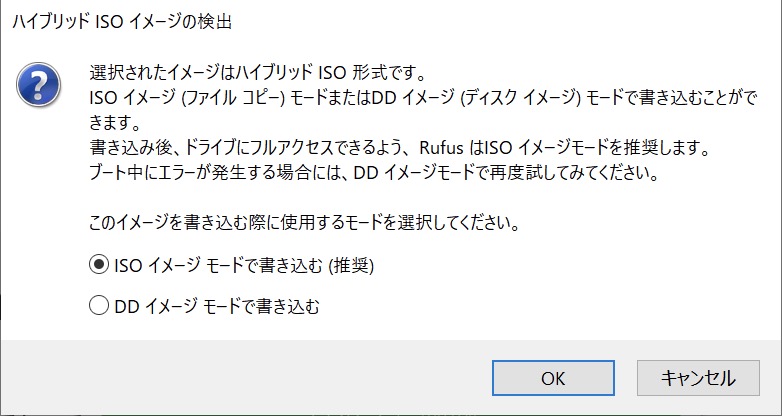 ハイブリッド ISO イメージの検出
選択されたイメージはハイブリッド ISO 形式です。
ISO イメージ (ファイル コピー) モードまたはDD イメージ (ディスク イメージ) モードで書き込むことがで
きます。
書き込み後、ドライブにフルアクセスできるよう、 Rufus はISO イメージモードを推奨します。
ブート中にエラーが発生する場合には、DD イメージモードで再度試してみてください。
このイメージを書き込む際に使用するモードを選択してください。
ISO イメージ モードで書き込む (推奨)
DD イメージ モードで書き込む
OK キャンセル